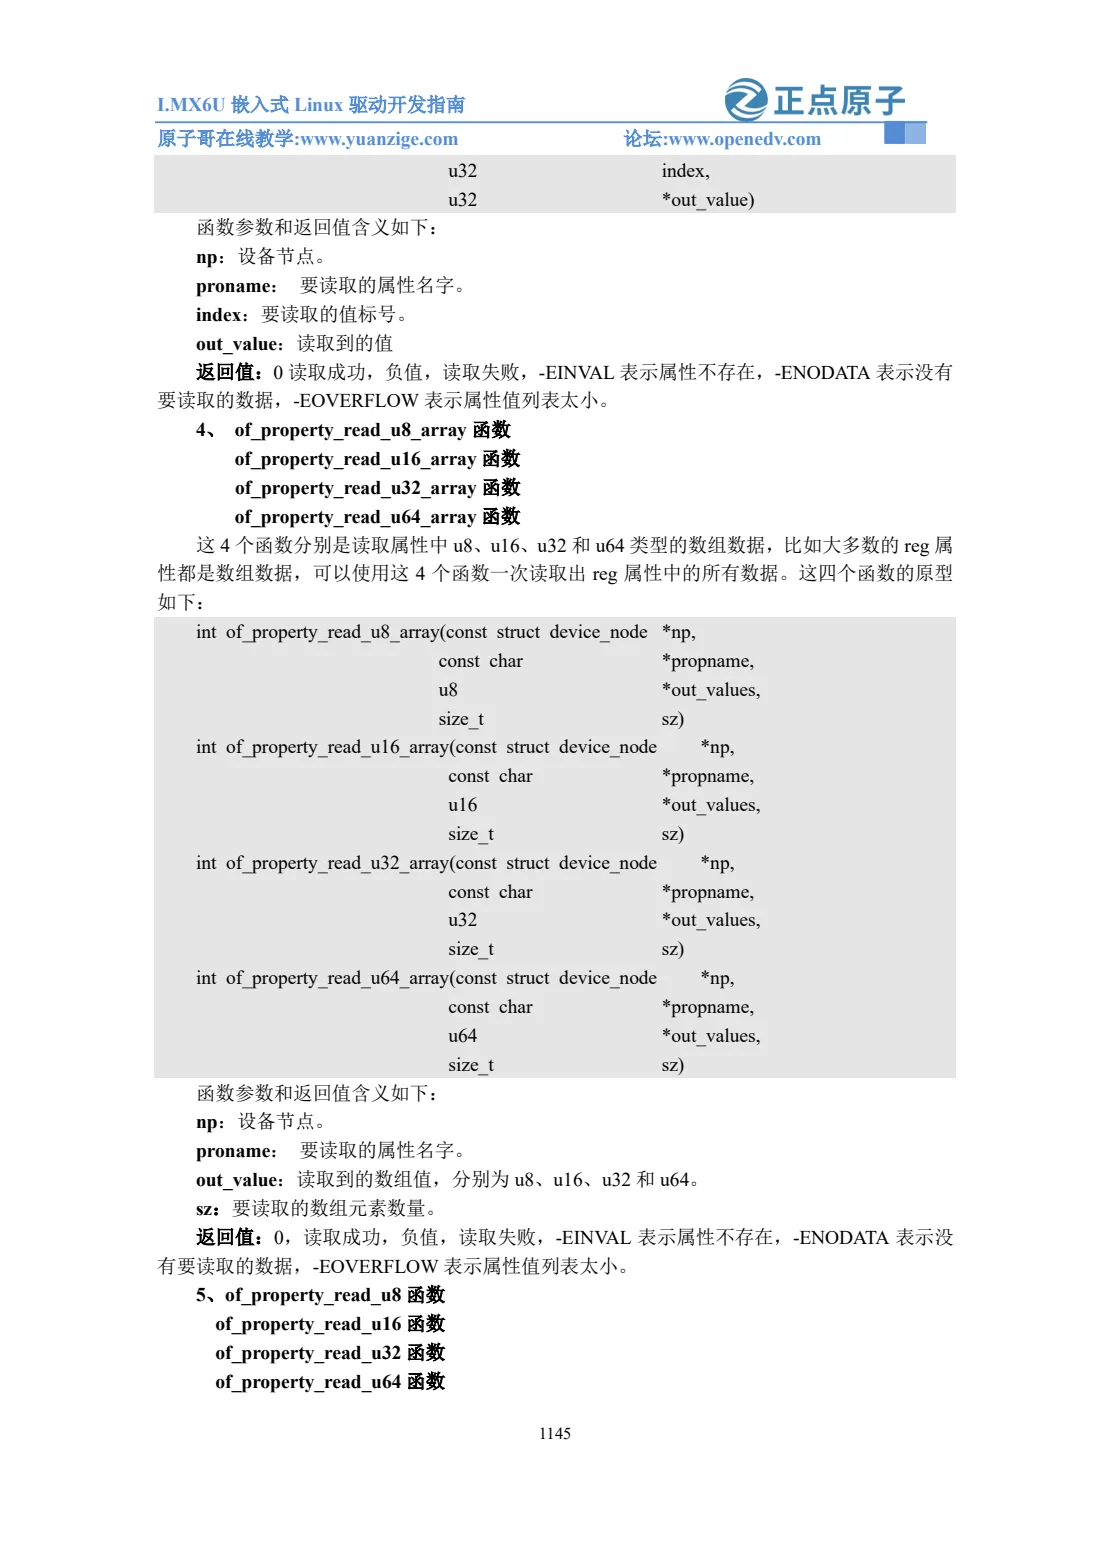 I.MX6U 嵌入式 Linux 驱动开发指南
正点原子
原子哥在线教学:www.yuanzige.com 论坛:www.openedv.com
u32 index,
u32 *out_value)
函数参数和返回值含义如下：
np：设备节点。
proname： 要读取的属性名字。
index：要读取的值标号。
out_value：读取到的值
返回值：0 读取成功，负值，读取失败，-EINVAL 表示属性不存在，-ENODATA 表示没有
要读取的数据，-EOVERFLOW 表示属性值列表太小。
4、 of_property_read_u8_array 函数
of_property_read_u16_array 函数
of_property_read_u32_array 函数
of_property_read_u64_array 函数
这 4 个函数分别是读取属性中 u8、u16、u32 和 u64 类型的数组数据，比如大多数的 reg 属
性都是数组数据，可以使用这 4 个函数一次读取出 reg 属性中的所有数据。这四个函数的原型
如下：
int of_property_read_u8_array(const struct device_node *np,
const char *propname,
u8 *out_values,
size_t sz)
int of_property_read_u16_array(const struct device_node *np,
const char *propname,
u16 *out_values,
size_t sz)
int of_property_read_u32_array(const struct device_node *np,
const char *propname,
u32 *out_values,
size_t sz)
int of_property_read_u64_array(const struct device_node *np,
const char *propname,
u64 *out_values,
size_t sz)
函数参数和返回值含义如下：
np：设备节点。
proname： 要读取的属性名字。
out_value：读取到的数组值，分别为 u8、u16、u32 和 u64。
sz：要读取的数组元素数量。
返回值：0，读取成功，负值，读取失败，-EINVAL 表示属性不存在，-ENODATA 表示没
有要读取的数据，-EOVERFLOW 表示属性值列表太小。
5、of_property_read_u8 函数
of_property_read_u16 函数
of_property_read_u32 函数
of_property_read_u64 函数
1145